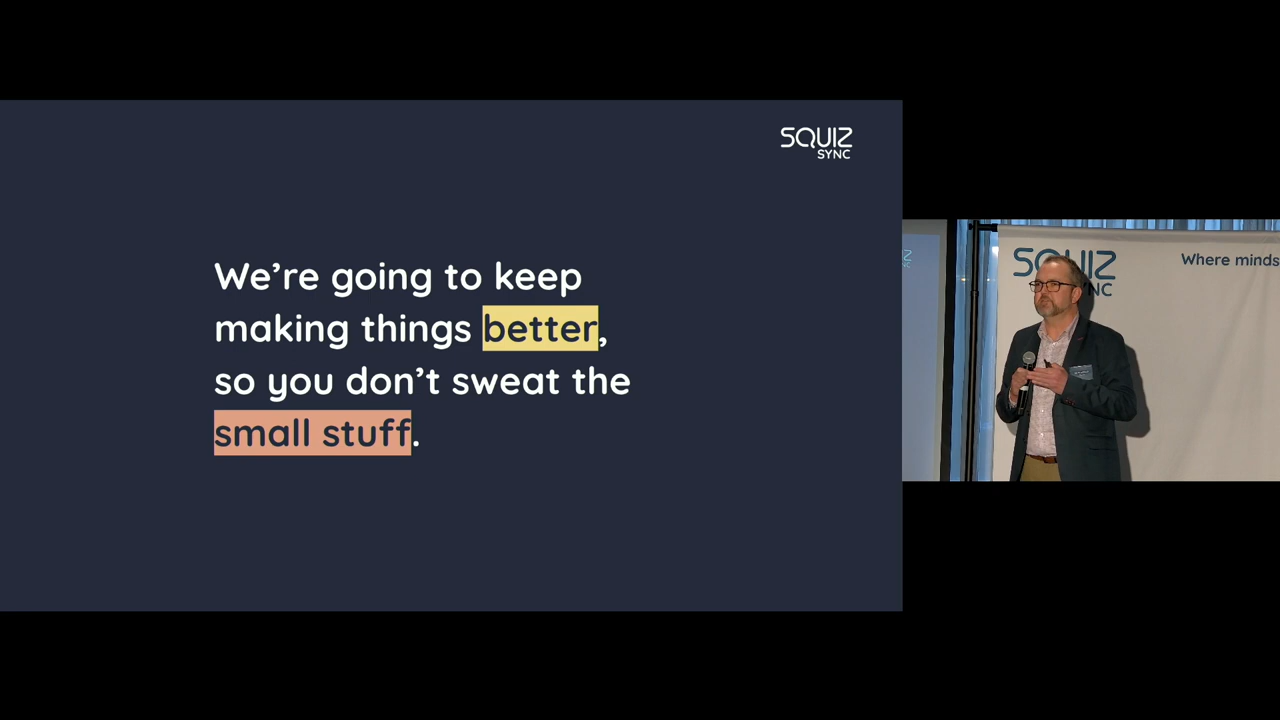 SQUIZ
SYNC
We’re going to keep
making things better,
so you don’t sweat the
small stuff.
SQUIZ
Where minds